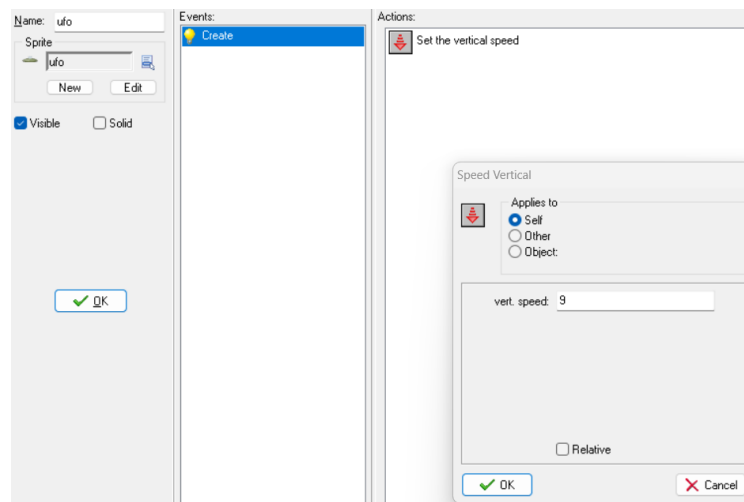 Name: ufo
Sprite
ufo
New Edit
Visible Solid
OK
Events:
Create
Actions:
Set the vertical speed
Speed Vertical
Applies to
Self
Other
Object:
vert. speed: 9
Relative
OK Cancel